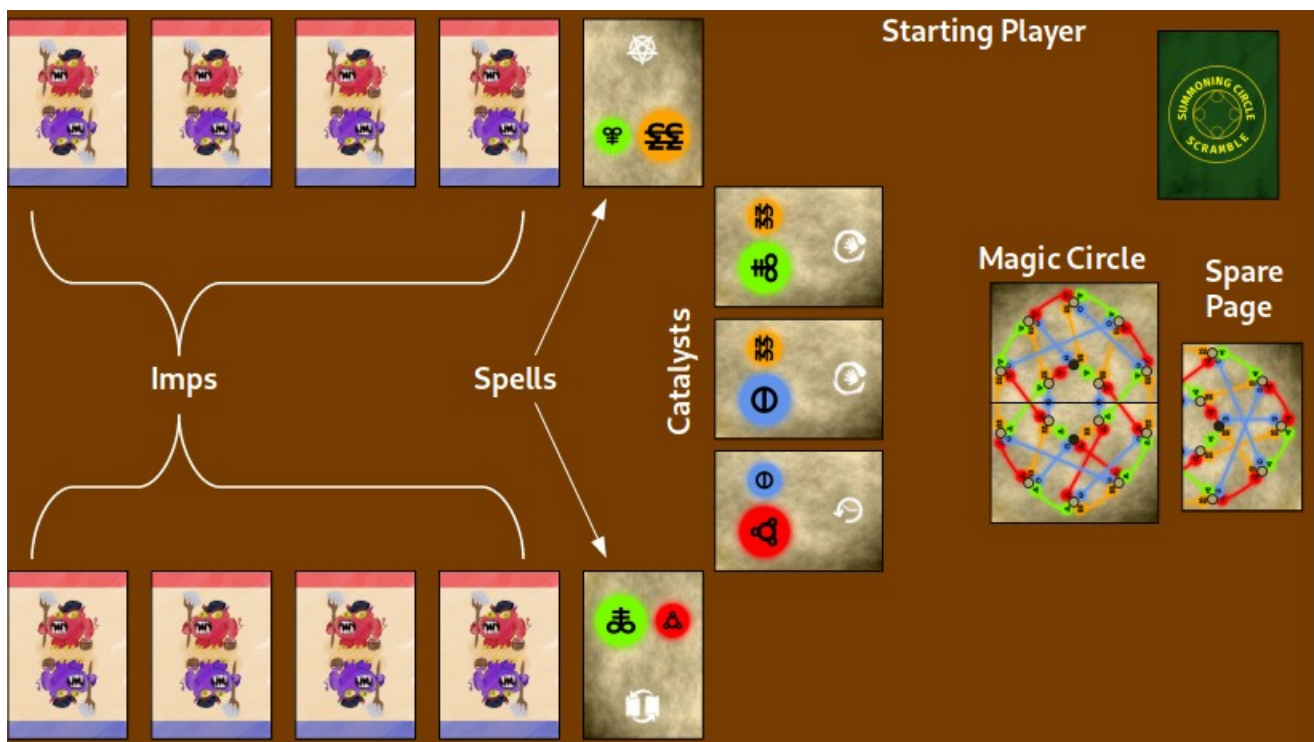 Starting Player
SUMMONING CIRCLE
SCRAMBLE
Magic Circle
Spare
Page
Imps
Spells
Catalysts